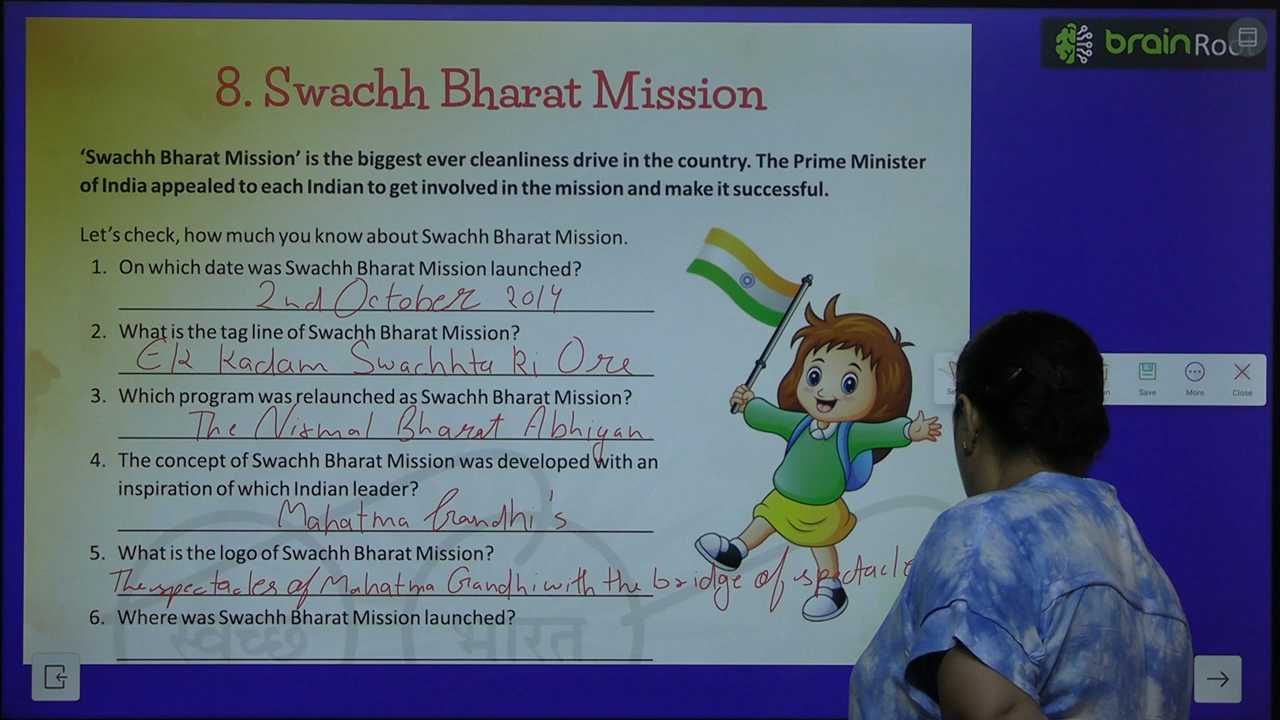 brainRoo
8. Swachh Bharat Mission
‘Swachh Bharat Mission’ is the biggest ever cleanliness drive in the country. The Prime Minister
of India appealed to each Indian to get involved in the mission and make it successful.
Let’s check, how much you know about Swachh Bharat Mission.
1. On which date was Swachh Bharat Mission launched?
2nd October 2014
2. What is the tag line of Swachh Bharat Mission?
Ek Kadam Swachhta ki Ore
3. Which program was relaunched as Swachh Bharat Mission?
The Nirmal Bharat Abhiyan
4. The concept of Swachh Bharat Mission was developed with an
inspiration of which Indian leader?
Mahatma Gandhi's
5. What is the logo of Swachh Bharat Mission?
The spectacles of Mahatma Gandhi with the bridge of spectacle
6. Where was Swachh Bharat Mission launched?
स्वच्छ भारत
Save More Close